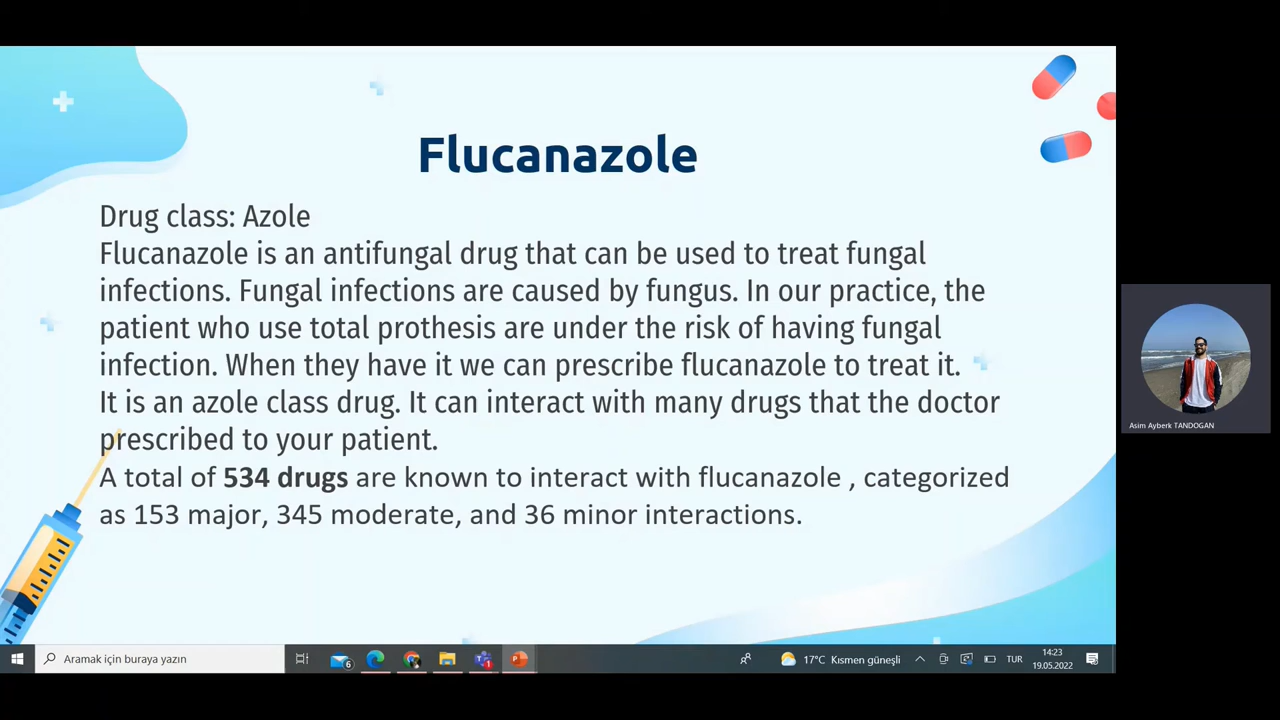 Flucanazole
Drug class: Azole
Flucanazole is an antifungal drug that can be used to treat fungal
infections. Fungal infections are caused by fungus. In our practice, the
patient who use total prothesis are under the risk of having fungal
infection. When they have it we can prescribe flucanazole to treat it.
It is an azole class drug. It can interact with many drugs that the doctor
prescribed to your patient.
A total of 534 drugs are known to interact with flucanazole , categorized
as 153 major, 345 moderate, and 36 minor interactions.
Asim Ayberk TANDOGAN
Aramak için buraya yazın
6
1
17°C Kısmen güneşli
TUR
14:23
19.05.2022